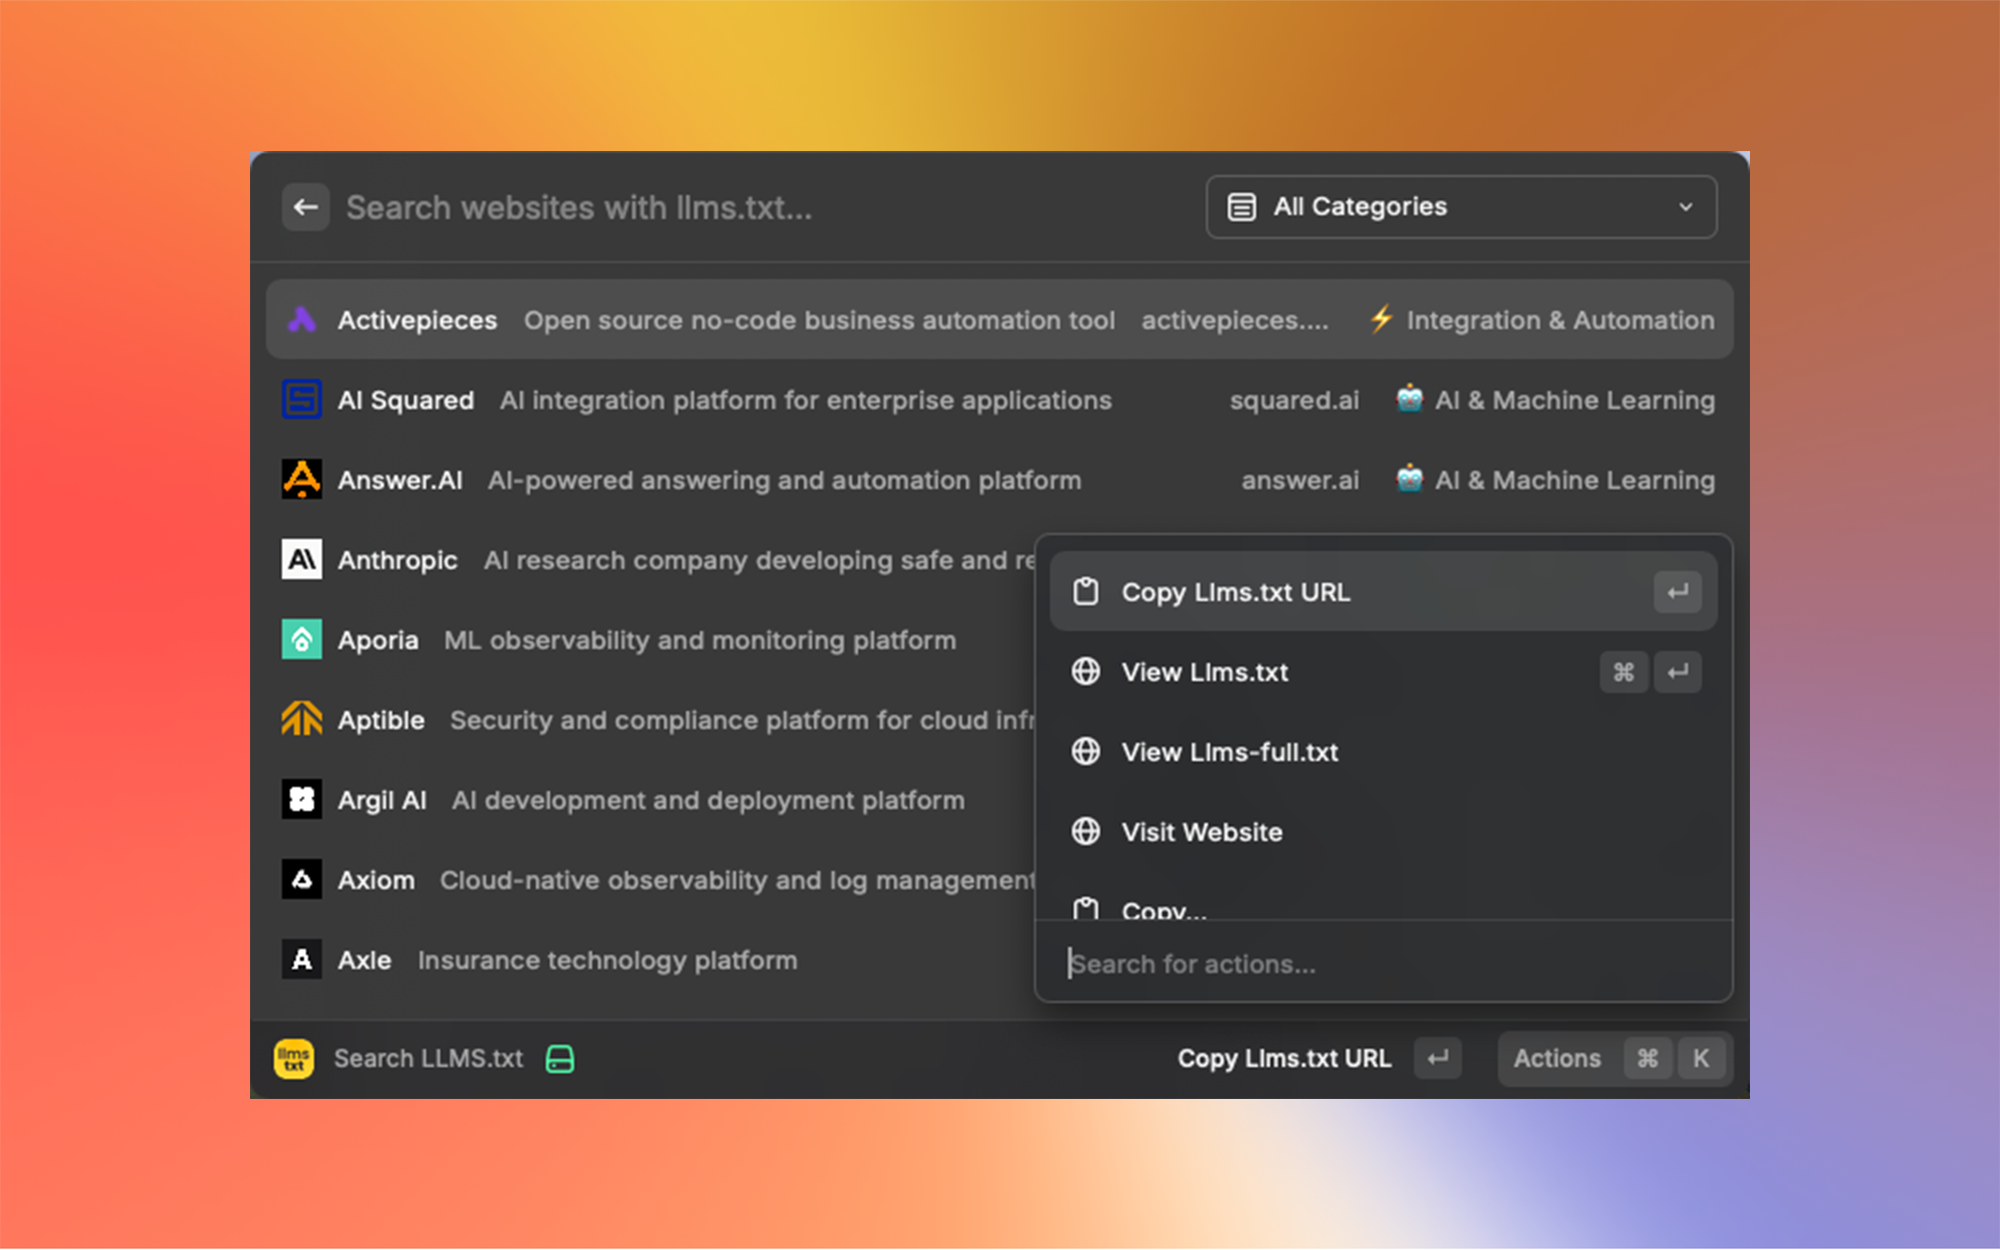 Search websites with llms.txt...
All Categories
Activepieces Open source no-code business automation tool activepieces.... Integration & Automation
AI Squared AI integration platform for enterprise applications squared.ai AI & Machine Learning
Answer.AI AI-powered answering and automation platform answer.ai AI & Machine Learning
Anthropic AI research company developing safe and re
Aporia ML observability and monitoring platform
Aptible Security and compliance platform for cloud infr
Argil AI AI development and deployment platform
Axiom Cloud-native observability and log management
A Axle Insurance technology platform
Copy Llms.txt URL ↵
View Llms.txt ⌘ ↵
View Llms-full.txt
Visit Website
Copy...
Search for actions...
llms
txt
Search LLMS.txt
Copy Llms.txt URL ↵
Actions ⌘ K